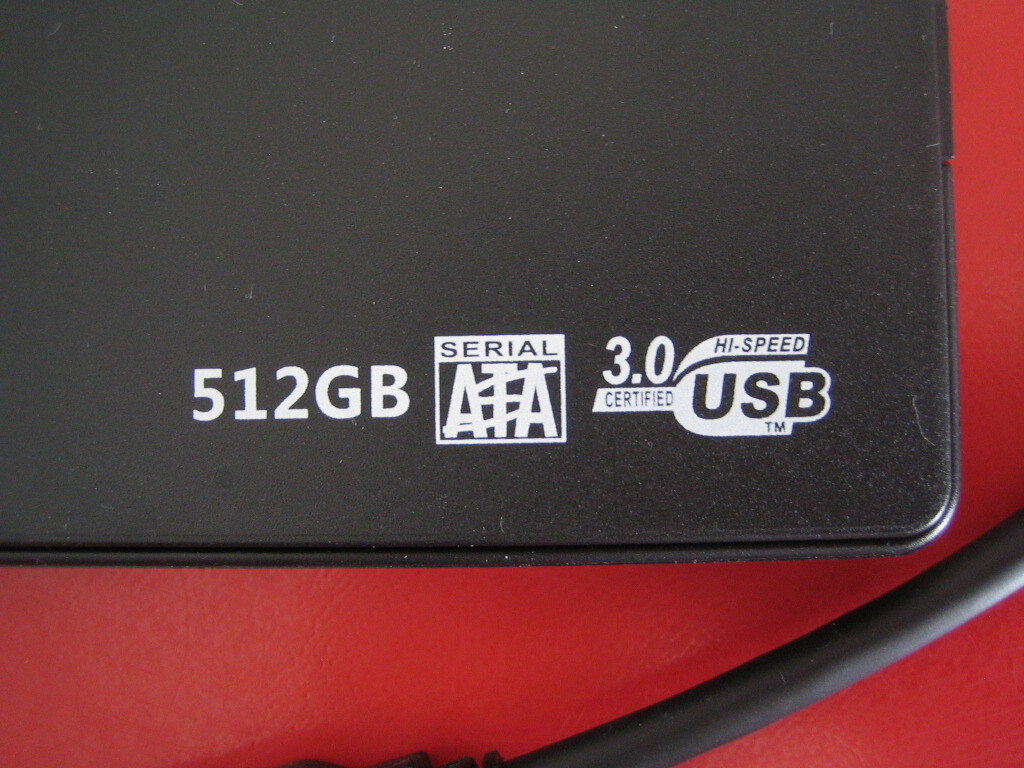 512GB
SERIAL
ATA
3.0
CERTIFIED
HI-SPEED
USB
TM